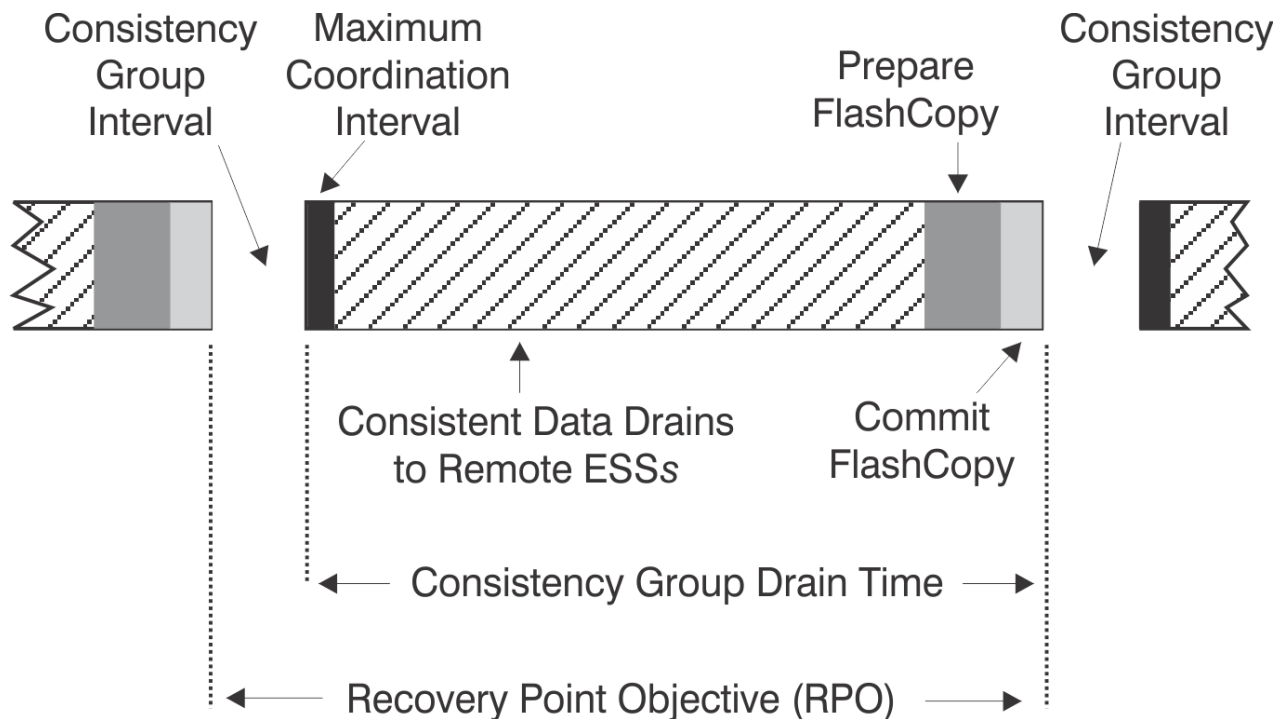 Consistency
Group
Interval
Maximum
Coordination
Interval
Prepare
FlashCopy
Consistency
Group
Interval
Consistent Data Drains
to Remote ESSs
Commit
FlashCopy
Consistency Group Drain Time
Recovery Point Objective (RPO)